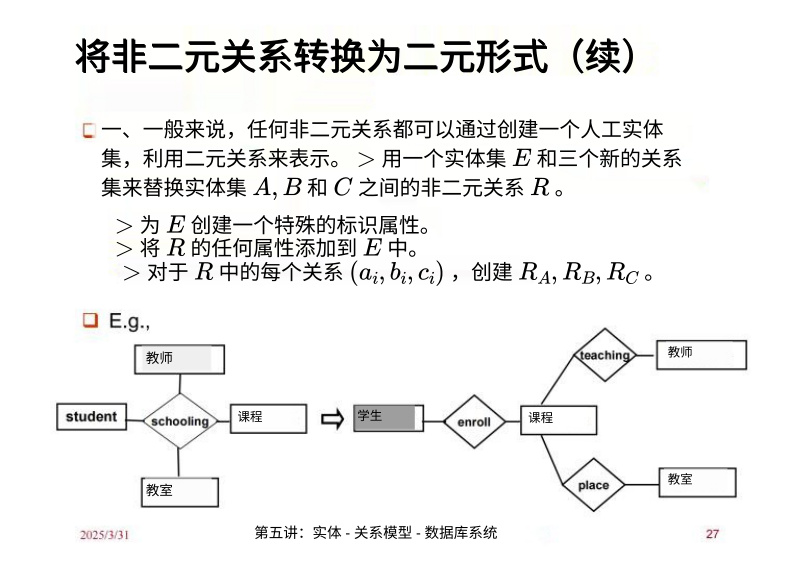 将非二元关系转换为二元形式（续）
一、一般来说，任何非二元关系都可以通过创建一个人工实体
集，利用二元关系来表示。 > 用一个实体集 E 和三个新的关系
集来替换实体集 A, B 和 C 之间的非二元关系 R 。
> 为 E 创建一个特殊的标识属性。
> 将 R 的任何属性添加到 E 中。
> 对于 R 中的每个关系 (aᵢ, bᵢ, cᵢ) ，创建 R_A, R_B, R_C 。
E.g.,
教师
student
schooling
课程
教室
学生
enroll
课程
teaching
教师
place
教室
2025/3/31
第五讲：实体 - 关系模型 - 数据库系统
27